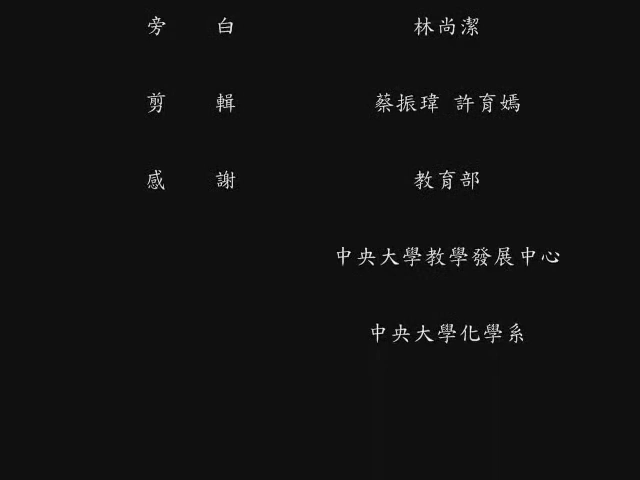 旁 白 林尚潔
剪 輯 蔡振瑋 許育嫣
感 謝 教育部
中央大學教學發展中心
中央大學化學系